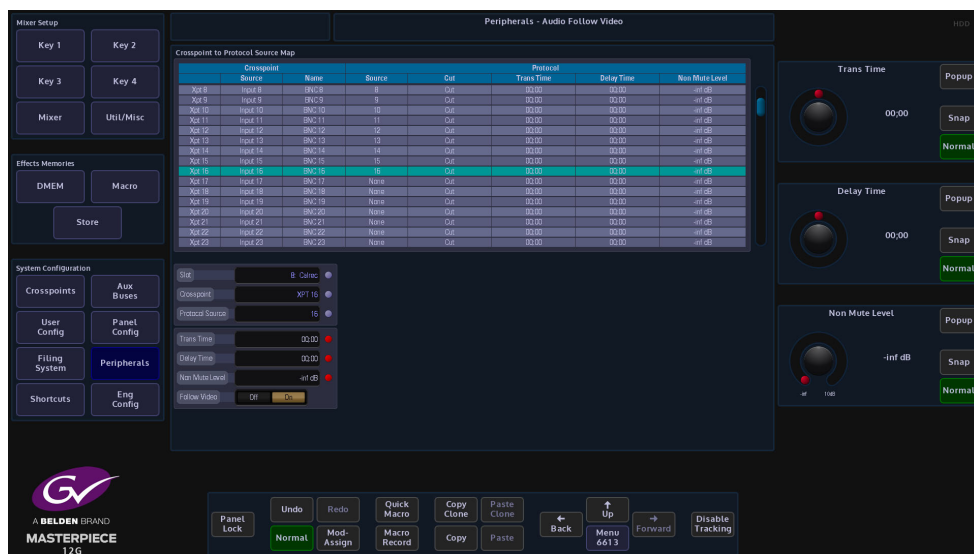 Mixer Setup
Key 1
Key 2
Key 3
Key 4
Mixer
Util/Misc
Effects Memories
DMEM
Macro
Store
System Configuration
Crosspoints
Aux
Buses
User
Config
Panel
Config
Filing
System
Peripherals
Shortcuts
Eng
Config
GV
A BELDEN BRAND
MASTERPIECE
12G
Peripherals - Audio Follow Video
HDD
Crosspoint to Protocol Source Map
Crosspoint Protocol
Source Name Source Cut Trans Time Delay Time Non Mute Level
Xpt 8 Input 8 BNC 8 8 Cut 00;00 00;00 -inf dB
Xpt 9 Input 9 BNC 9 9 Cut 00;00 00;00 -inf dB
Xpt 10 Input 10 BNC 10 10 Cut 00;00 00;00 -inf dB
Xpt 11 Input 11 BNC 11 11 Cut 00;00 00;00 -inf dB
Xpt 12 Input 12 BNC 12 12 Cut 00;00 00;00 -inf dB
Xpt 13 Input 13 BNC 13 13 Cut 00;00 00;00 -inf dB
Xpt 14 Input 14 BNC 14 14 Cut 00;00 00;00 -inf dB
Xpt 15 Input 15 BNC 15 15 Cut 00;00 00;00 -inf dB
Xpt 16 Input 16 BNC 16 16 Cut 00;00 00;00 -inf dB
Xpt 17 Input 17 BNC 17 None Cut 00;00 00;00 -inf dB
Xpt 18 Input 18 BNC 18 None Cut 00;00 00;00 -inf dB
Xpt 19 Input 19 BNC 19 None Cut 00;00 00;00 -inf dB
Xpt 20 Input 20 BNC 20 None Cut 00;00 00;00 -inf dB
Xpt 21 Input 21 BNC 21 None Cut 00;00 00;00 -inf dB
Xpt 22 Input 22 BNC 22 None Cut 00;00 00;00 -inf dB
Xpt 23 Input 23 BNC 23 None Cut 00;00 00;00 -inf dB
Slot 8: Calrec
Crosspoint XPT 16
Protocol Source 16
Trans Time 00;00
Delay Time 00;00
Non Mute Level -inf dB
Follow Video Off On
Trans Time
00;00
Popup
Snap
Normal
Delay Time
00;00
Popup
Snap
Normal
Non Mute Level
-inf dB
-inf 10dB
Popup
Snap
Normal
Panel
Lock
Undo
Redo
Normal
Mod-
Assign
Quick
Macro
Macro
Record
Copy
Clone
Paste
Clone
Copy
Paste
Back
Up
Menu
6613
Forward
Disable
Tracking